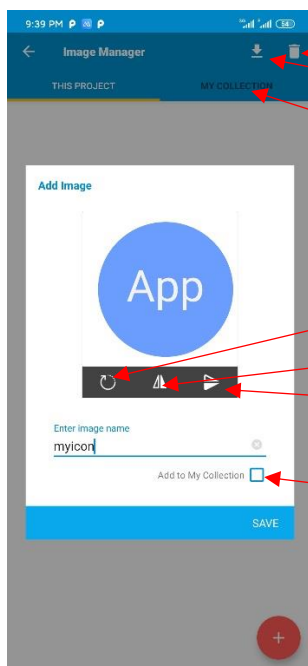 9:39 PM P P 54
Image Manager
THIS PROJECT MY COLLECTION
Add Image
App
Enter image name
myicon
Add to My Collection
SAVE